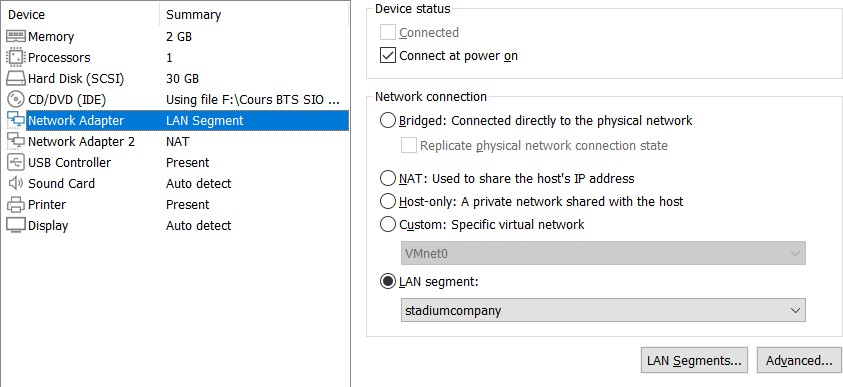 Device Summary
Memory 2 GB
Processors 1
Hard Disk (SCSI) 30 GB
CD/DVD (IDE) Using file F:\Cours BTS SIO ...
Network Adapter LAN Segment
Network Adapter 2 NAT
USB Controller Present
Sound Card Auto detect
Printer Present
Display Auto detect
Device status
Connected
Connect at power on
Network connection
Bridged: Connected directly to the physical network
Replicate physical network connection state
NAT: Used to share the host's IP address
Host-only: A private network shared with the host
Custom: Specific virtual network
VMnet0
LAN segment:
stadiumcompany
LAN Segments... Advanced...